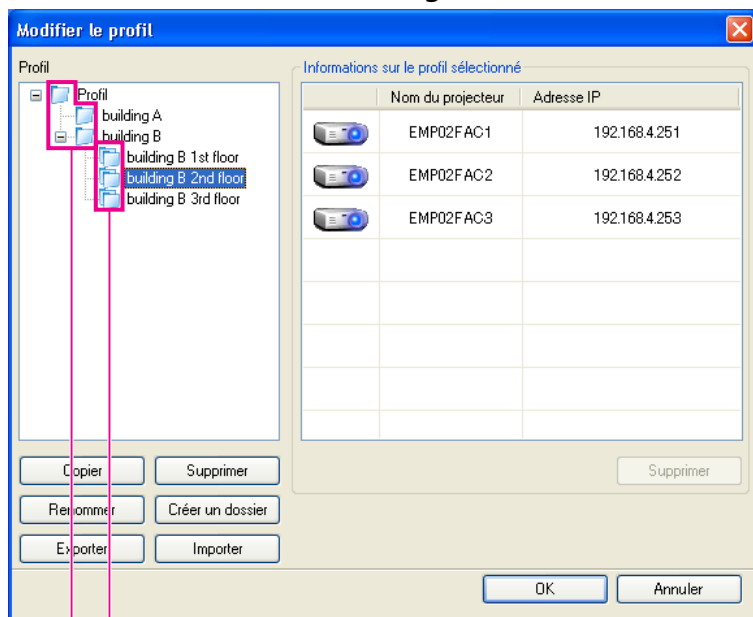 Modifier le profil
Profil
Profil
building A
building B
building B 1st floor
building B 2nd floor
building B 3rd floor
Informations sur le profil sélectionné
Nom du projecteur Adresse IP
EMP02FAC1 192.168.4.251
EMP02FAC2 192.168.4.252
EMP02FAC3 192.168.4.253
Copier Supprimer
Renommer Créer un dossier
Exporter Importer
Supprimer
OK Annuler